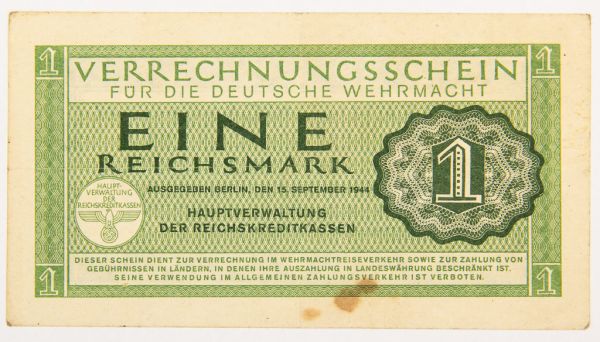 1 1
VERRECHNUNGSSCHEIN
FÜR DIE DEUTSCHE WEHRMACHT
EINE
REICHSMARK
1
AUSGEGEBEN BERLIN, DEN 15. SEPTEMBER 1944
HAUPT-
VERWALTUNG
DER
REICHSKREDITKASSEN
HAUPTVERWALTUNG
DER REICHSKREDITKASSEN
DIESER SCHEIN DIENT ZUR VERRECHNUNG IM WEHRMACHTREISEVERKEHR SOWIE ZUR ZAHLUNG VON
GEBÜHRNISSEN IN LÄNDERN, IN DENEN IHRE AUSZAHLUNG IN LANDESWÄHRUNG BESCHRÄNKT IST.
SEINE VERWENDUNG IM ALLGEMEINEN ZAHLUNGSVERKEHR IST VERBOTEN.
1 1